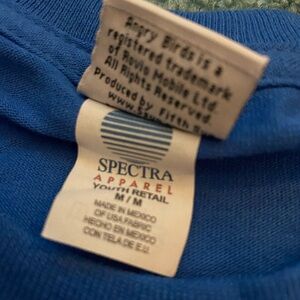 Angry Birds is a
registered trademark
of Rovio Mobile Ltd.
All Rights Reserved.
Produced by Fifth
SPECTRA
APPAREL
YOUTH RETAIL
M / M
MADE IN MEXICO
OF USA FABRIC
HECHO EN MEXICO
CON TELA DE E.U.